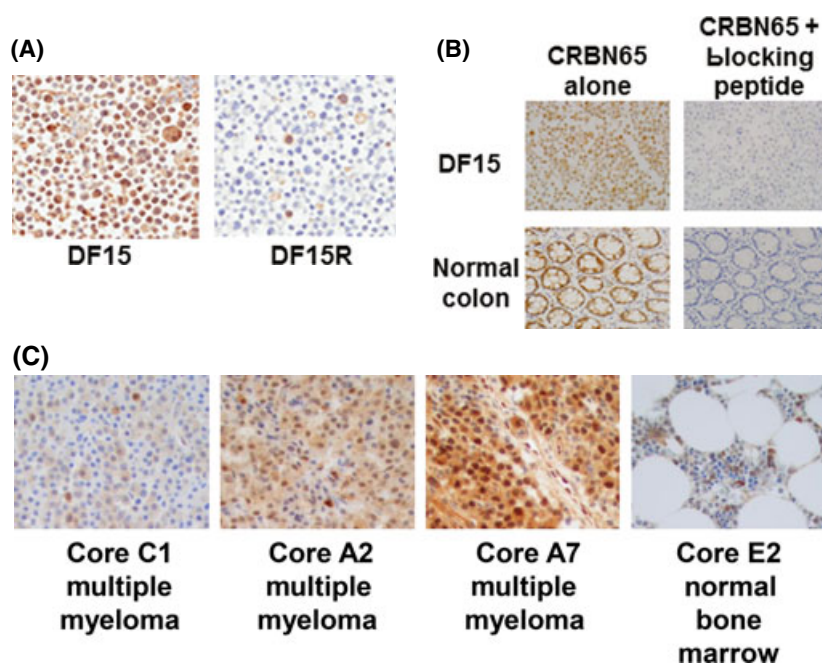 (A)
DF15
DF15R
(B)
CRBN65
alone
CRBN65 +
ьlocking
peptide
DF15
Normal
colon
(C)
Core C1
multiple
myeloma
Core A2
multiple
myeloma
Core A7
multiple
myeloma
Core E2
normal
bone
marrow